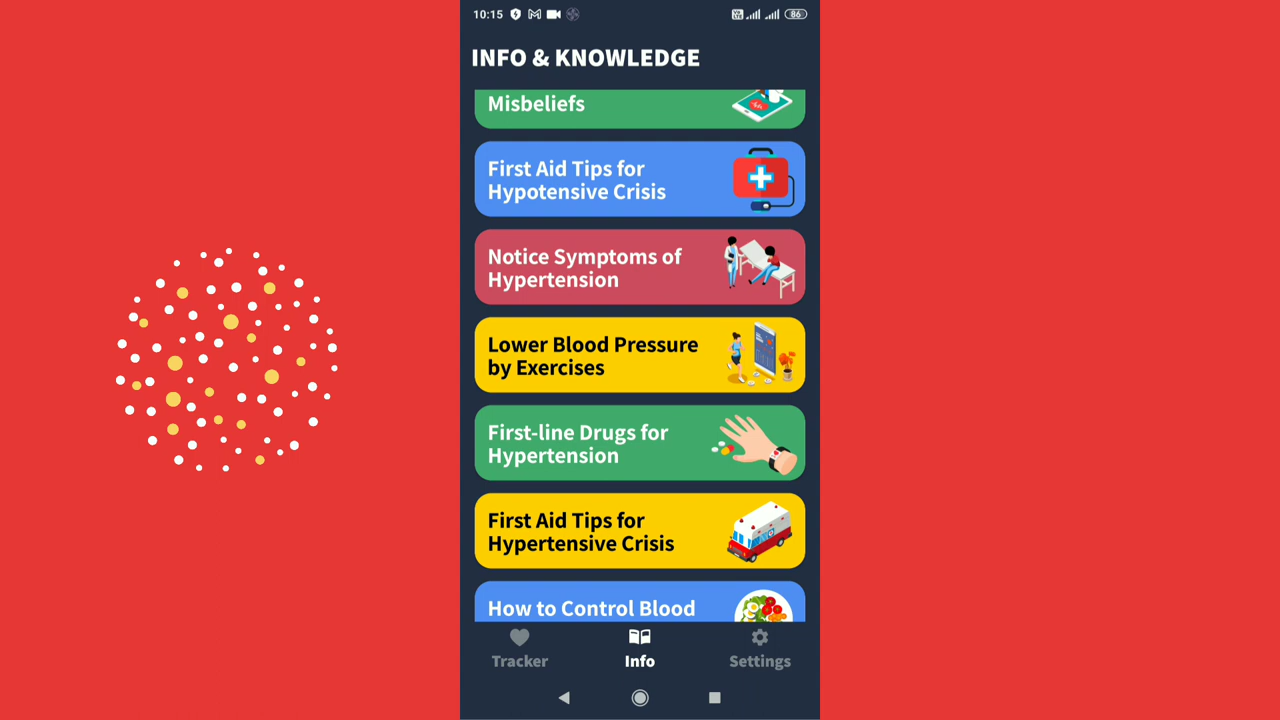 10:15
86
INFO & KNOWLEDGE
Misbeliefs
First Aid Tips for
Hypotensive Crisis
Notice Symptoms of
Hypertension
Lower Blood Pressure
by Exercises
First-line Drugs for
Hypertension
First Aid Tips for
Hypertensive Crisis
How to Control Blood
Tracker
Info
Settings